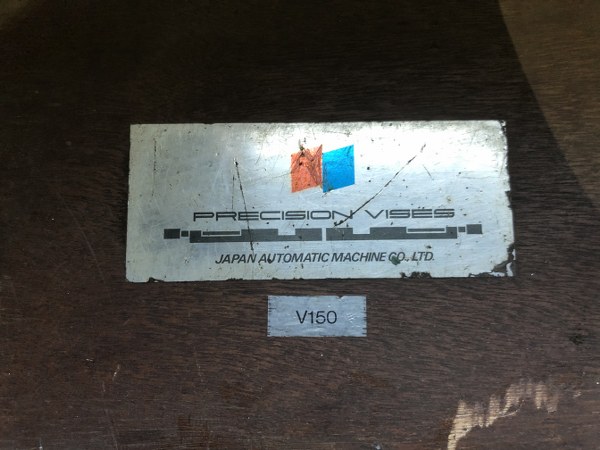 PRECISION VISES
JAPAN AUTOMATIC MACHINE CO., LTD.
V150